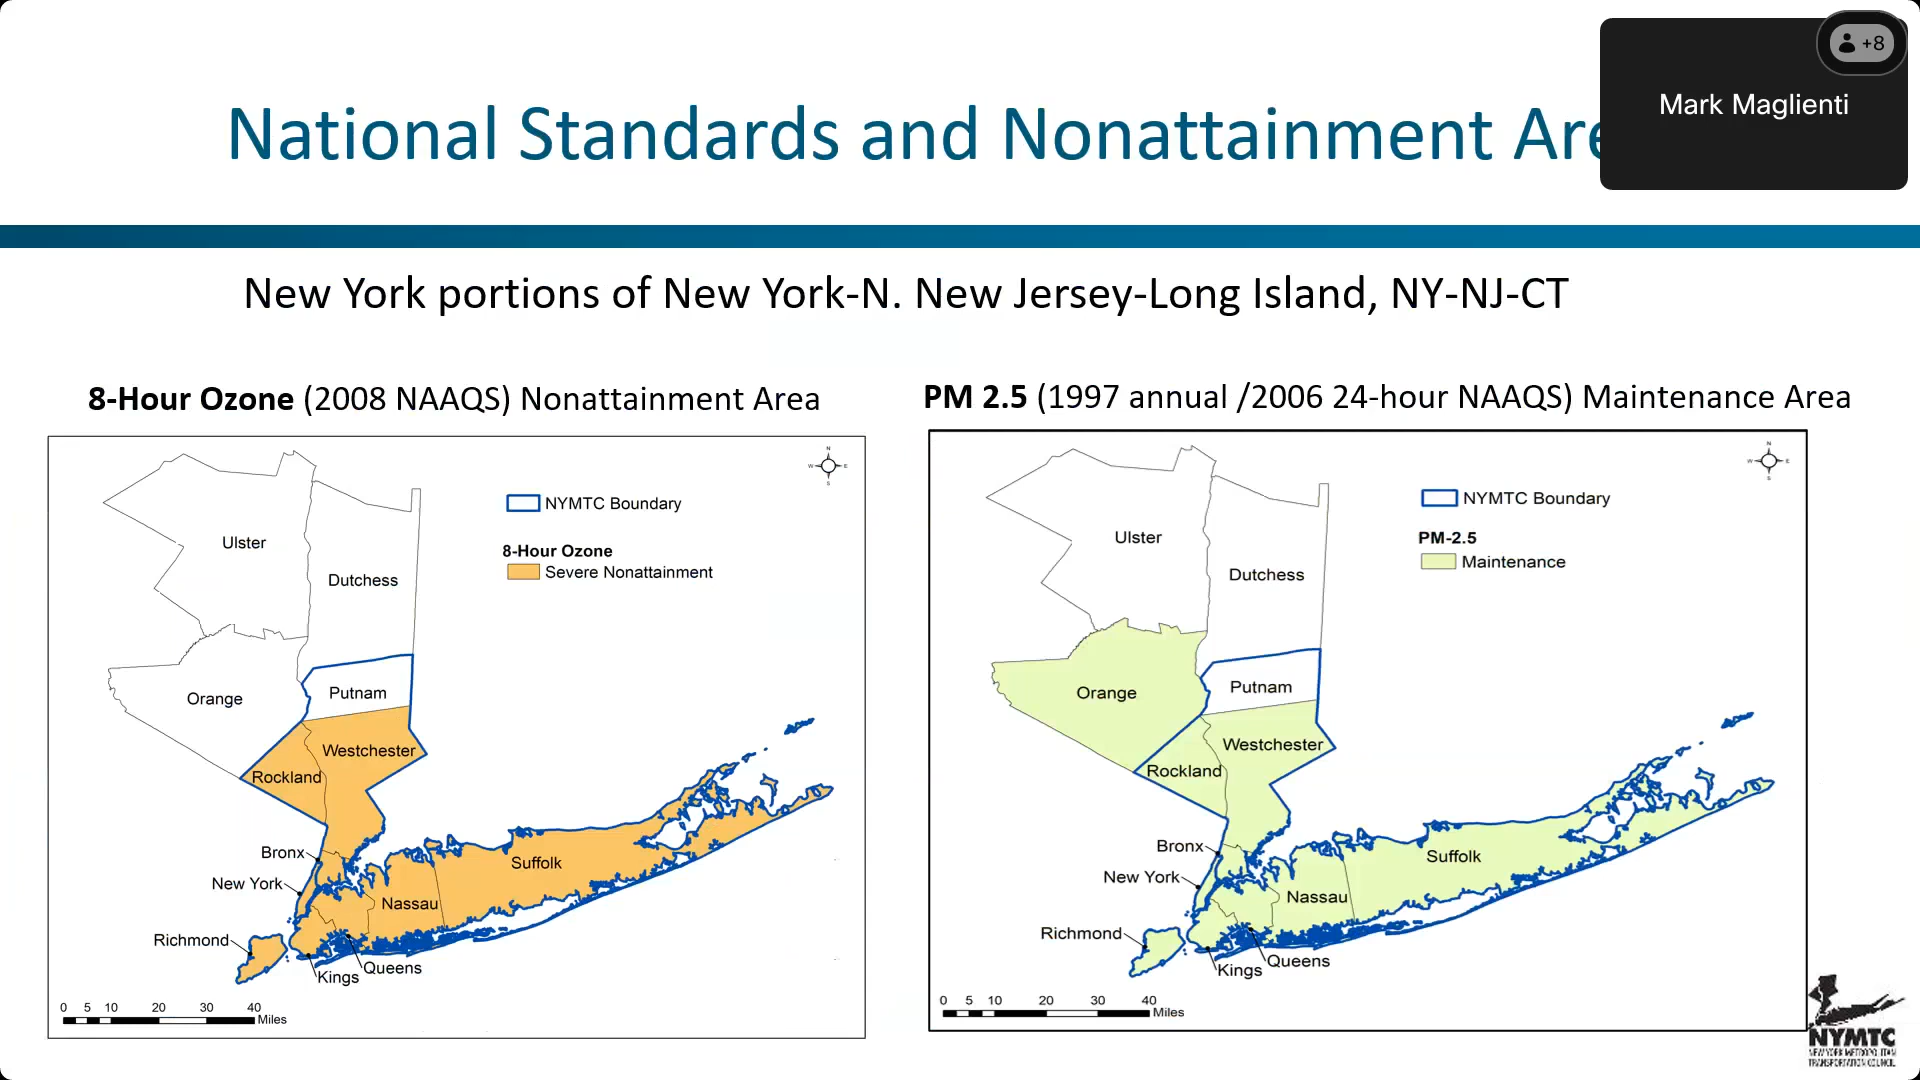 +8
Mark Maglienti
National Standards and Nonattainment Are
New York portions of New York-N. New Jersey-Long Island, NY-NJ-CT
8-Hour Ozone (2008 NAAQS) Nonattainment Area
N
W E
S
NYMTC Boundary
8-Hour Ozone
Severe Nonattainment
Ulster
Dutchess
Orange
Putnam
Westchester
Rockland
Bronx
New York
Suffolk
Nassau
Richmond
Queens
Kings
0 5 10 20 30 40
Miles
PM 2.5 (1997 annual /2006 24-hour NAAQS) Maintenance Area
N
W E
S
NYMTC Boundary
PM-2.5
Maintenance
Ulster
Dutchess
Orange
Putnam
Westchester
Rockland
Bronx
New York
Suffolk
Nassau
Richmond
Queens
Kings
0 5 10 20 30 40
Miles
NYMTC
NEW YORK METROPOLITAN
TRANSPORTATION COUNCIL